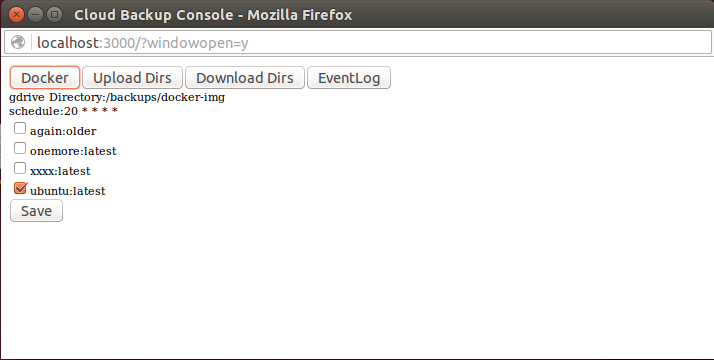 Cloud Backup Console - Mozilla Firefox
localhost:3000/?windowopen=y
Docker Upload Dirs Download Dirs EventLog
gdrive Directory:/backups/docker-img
schedule:20 * * * *
again:older
onemore:latest
xxxx:latest
ubuntu:latest
Save